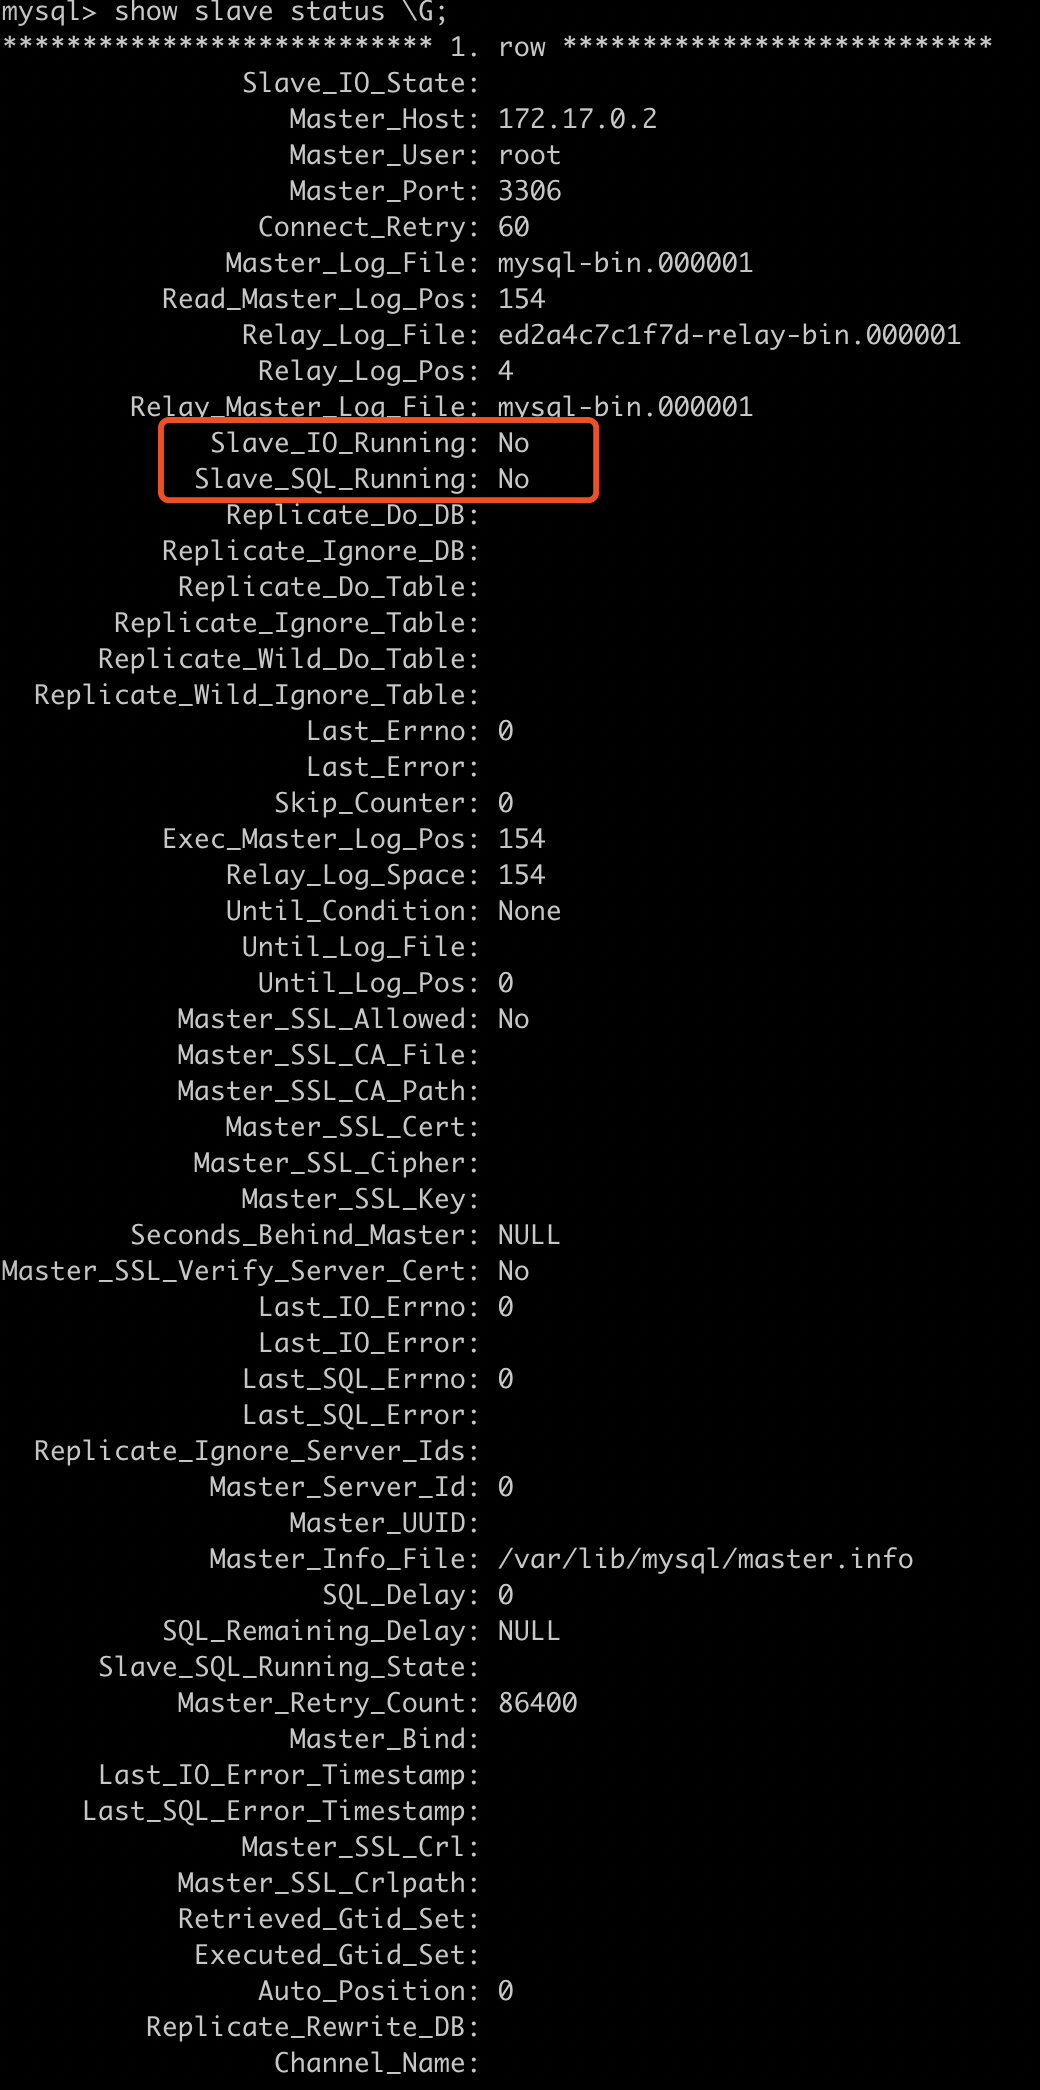 mysql> show slave status \G;
*************************** 1. row ***************************
Slave_IO_State:
Master_Host: 172.17.0.2
Master_User: root
Master_Port: 3306
Connect_Retry: 60
Master_Log_File: mysql-bin.000001
Read_Master_Log_Pos: 154
Relay_Log_File: ed2a4c7c1f7d-relay-bin.000001
Relay_Log_Pos: 4
Relay_Master_Log_File: mysql-bin.000001
Slave_IO_Running: No
Slave_SQL_Running: No
Replicate_Do_DB:
Replicate_Ignore_DB:
Replicate_Do_Table:
Replicate_Ignore_Table:
Replicate_Wild_Do_Table:
Replicate_Wild_Ignore_Table:
Last_Errno: 0
Last_Error:
Skip_Counter: 0
Exec_Master_Log_Pos: 154
Relay_Log_Space: 154
Until_Condition: None
Until_Log_File:
Until_Log_Pos: 0
Master_SSL_Allowed: No
Master_SSL_CA_File:
Master_SSL_CA_Path:
Master_SSL_Cert:
Master_SSL_Cipher:
Master_SSL_Key:
Seconds_Behind_Master: NULL
Master_SSL_Verify_Server_Cert: No
Last_IO_Errno: 0
Last_IO_Error:
Last_SQL_Errno: 0
Last_SQL_Error:
Replicate_Ignore_Server_Ids:
Master_Server_Id: 0
Master_UUID:
Master_Info_File: /var/lib/mysql/master.info
SQL_Delay: 0
SQL_Remaining_Delay: NULL
Slave_SQL_Running_State:
Master_Retry_Count: 86400
Master_Bind:
Last_IO_Error_Timestamp:
Last_SQL_Error_Timestamp:
Master_SSL_Crl:
Master_SSL_Crlpath:
Retrieved_Gtid_Set:
Executed_Gtid_Set:
Auto_Position: 0
Replicate_Rewrite_DB:
Channel_Name: